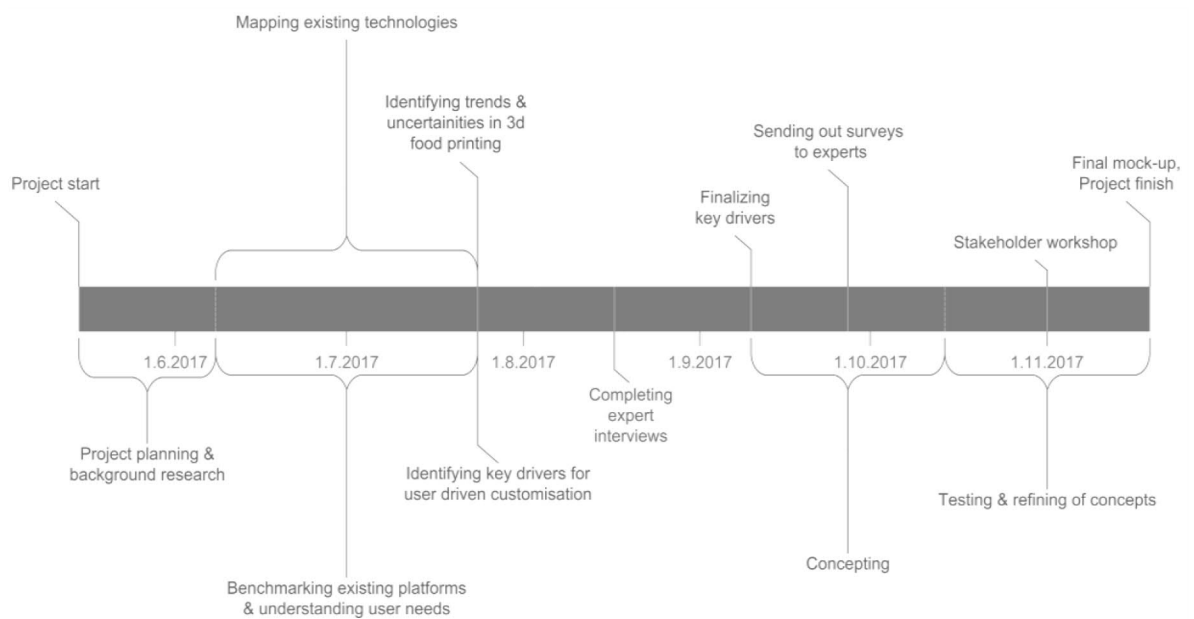 Mapping existing technologies
Identifying trends &
uncertainities in 3d
food printing
Sending out surveys
to experts
Project start
Final mock-up,
Project finish
Finalizing
key drivers
Stakeholder workshop
1.6.2017
1.7.2017
1.8.2017
1.9.2017
1.10.2017
1.11.2017
Completing
expert
interviews
Project planning &
background research
Identifying key drivers for
user driven customisation
Testing & refining of concepts
Concepting
Benchmarking existing platforms
& understanding user needs